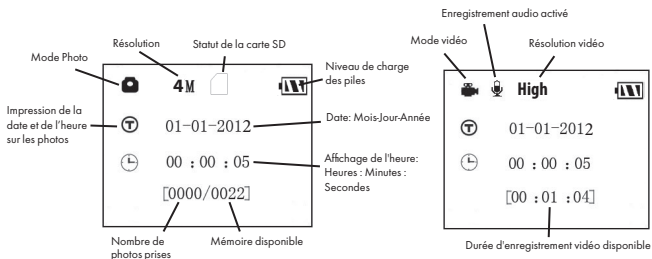 Résolution
Statut de la carte SD
Mode Photo
4M
Niveau de charge
des piles
Impression de la
date et de l'heure
sur les photos
T
01-01-2012
Date: Mois-Jour-Année
00 : 00 : 05
Affichage de l'heure:
Heures : Minutes :
Secondes
[0000/0022]
Nombre de
photos prises
Mémoire disponible
Enregistrement audio activé
Mode vidéo
Résolution vidéo
High
T
01-01-2012
00 : 00 : 05
[00 :01 :04]
Durée d'enregistrement vidéo disponible